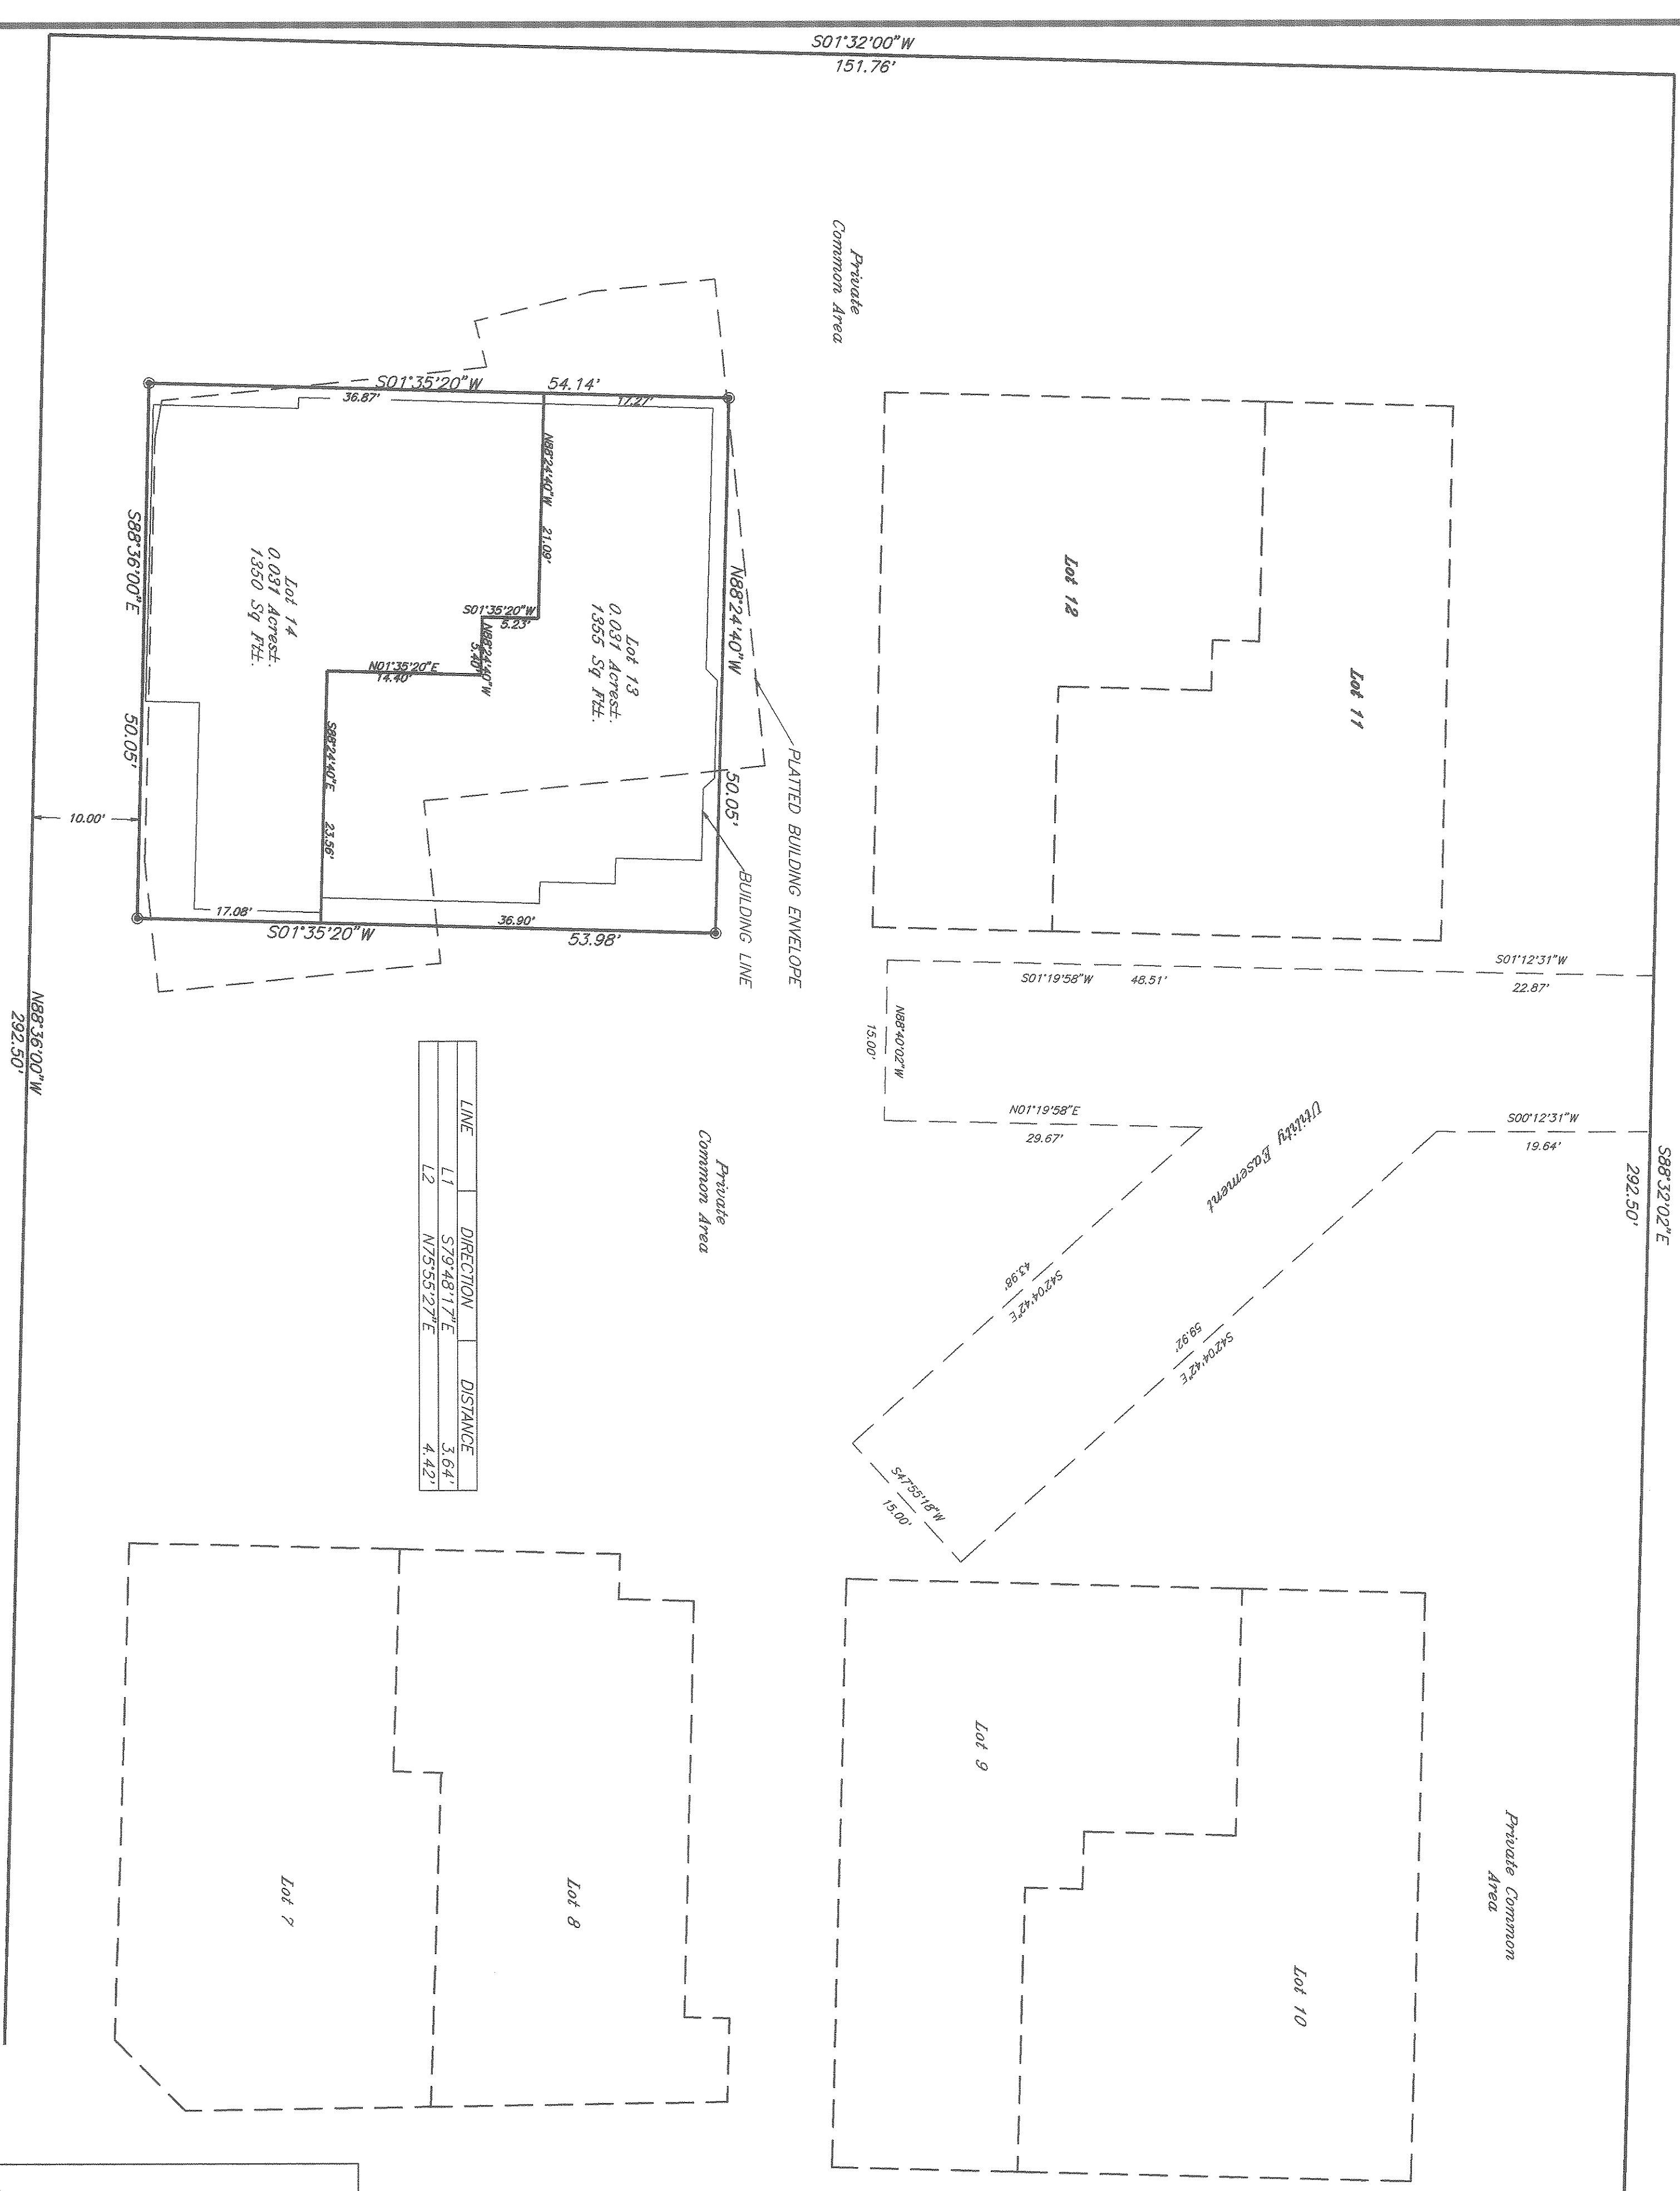 S01°32'00"W
151.76'
Private
Common Area
S88°32'02"E
292.50'
Lot 11
Lot 12
S01°12'31"W
22.87'
S01°19'58"W 48.51'
N88°40'02"W
15.00'
N01°19'58"E
29.67'
S00°12'31"W
19.64'
Utility Easement
S42°04'42"E
43.98'
S42°04'42"E
59.92'
S47°55'18"W
15.00'
Private Common
Area
Lot 10
Lot 9
PLATTED BUILDING ENVELOPE
BUILDING LINE
N88°24'40"W
50.05'
S01°35'20"W
54.14'
17.27'
36.87'
N88°24'40"W 21.09'
S01°35'20"W
5.23'
N88°24'40"W
5.40'
N01°35'20"E
14.40'
S88°24'40"E 23.56'
Lot 13
0.031 Acres±.
1355 Sq Ft±.
Lot 14
0.031 Acres±.
1350 Sq Ft±.
36.90'
17.08'
S01°35'20"W
53.98'
S88°36'00"E
50.05'
10.00'
Private
Common Area
LINE DIRECTION DISTANCE
L1 S79°48'17"E 3.64'
L2 N75°55'27"E 4.42'
Lot 8
Lot 7
N88°36'00"W
292.50'